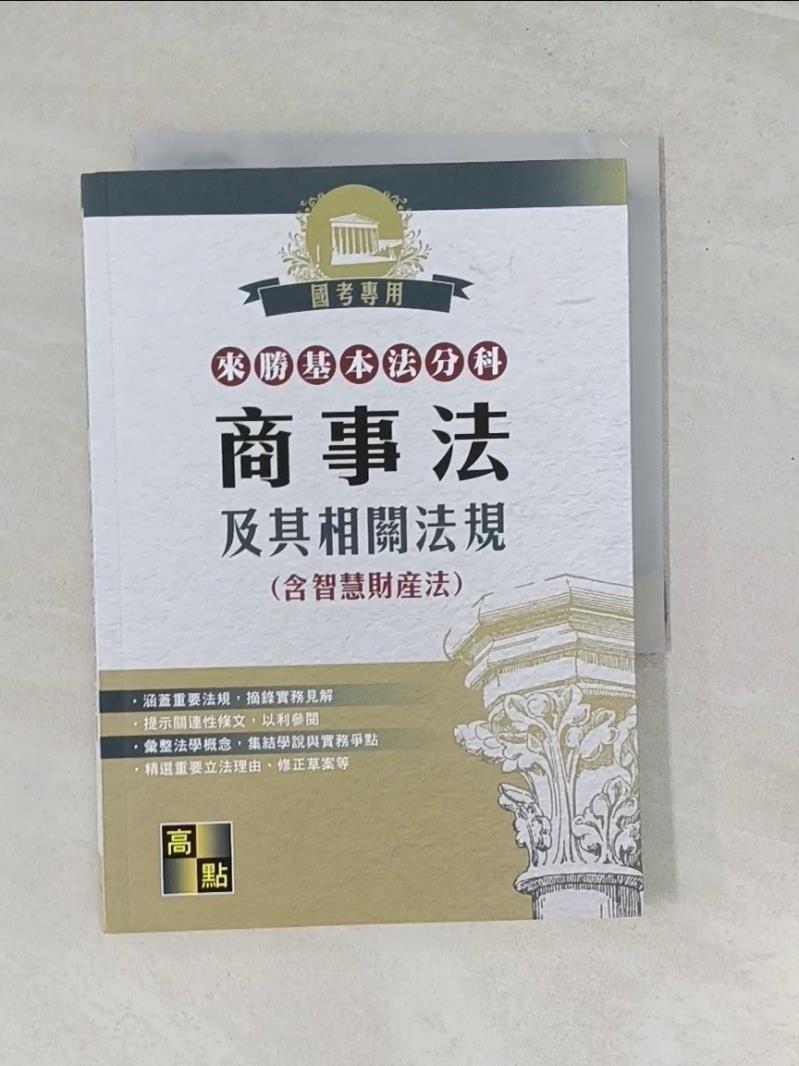 國考專用
來勝基本法分科
商事法
及其相關法規
(含智慧財產法)
・涵蓋重要法規，摘錄實務見解
・提示關連性條文，以利參閱
・彙整法學概念，集結學說與實務爭點
・精選重要立法理由、修正草案等
高點